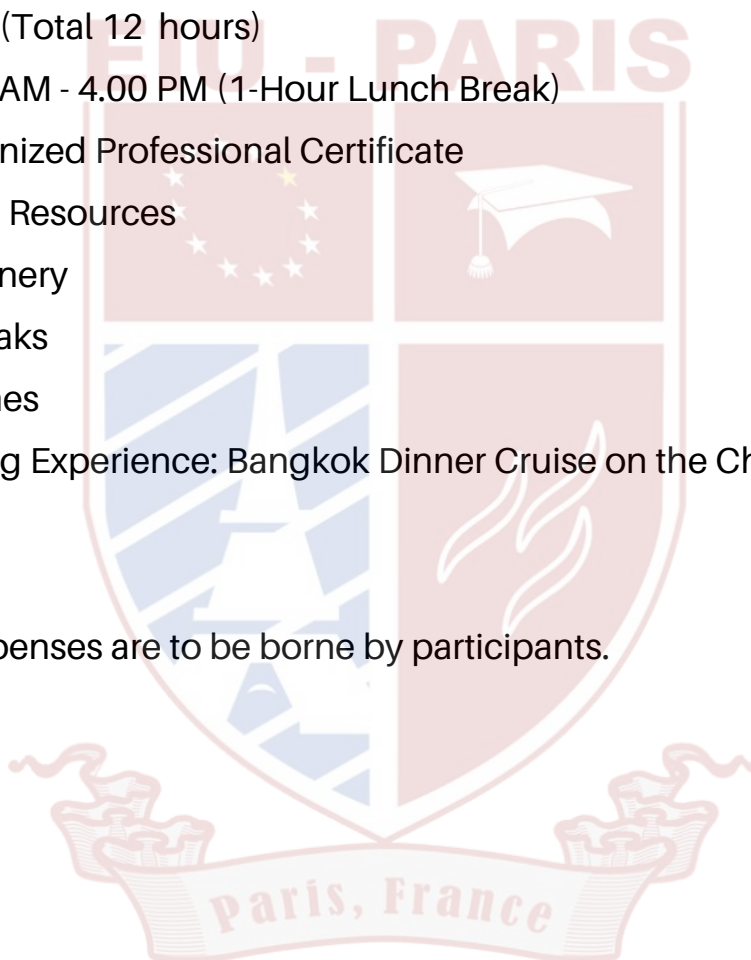 EIU - PARIS
(Total 12 hours)
AM - 4.00 PM (1-Hour Lunch Break)
nized Professional Certificate
Resources
nery
aks
es
g Experience: Bangkok Dinner Cruise on the Ch
penses are to be borne by participants.
Paris, France